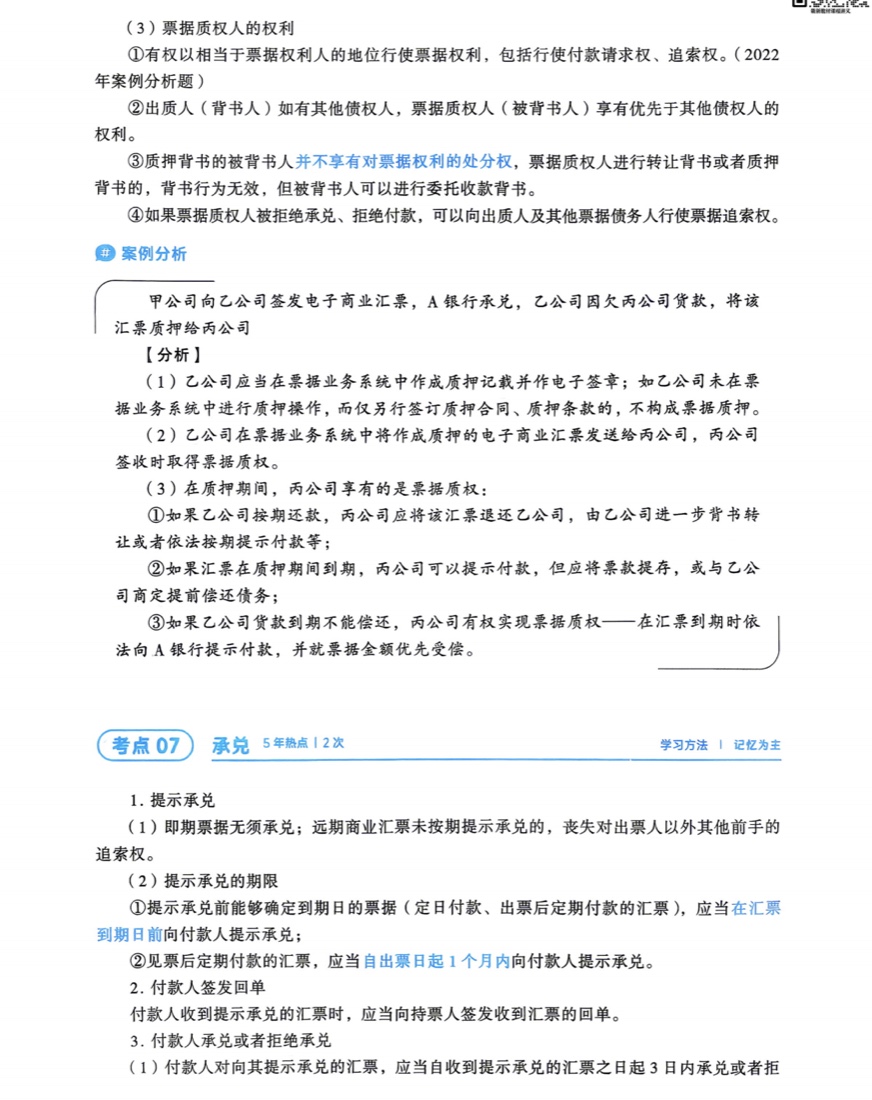 （3）票据质权人的权利
①有权以相当于票据权利人的地位行使票据权利，包括行使付款请求权、追索权。（2022
年案例分析题）
②出质人（背书人）如有其他债权人，票据质权人（被背书人）享有优先于其他债权人的
权利。
③质押背书的被背书人并不享有对票据权利的处分权，票据质权人进行转让背书或者质押
背书的，背书行为无效，但被背书人可以进行委托收款背书。
④如果票据质权人被拒绝承兑、拒绝付款，可以向出质人及其他票据债务人行使票据追索权。
# 案例分析
甲公司向乙公司签发电子商业汇票，A 银行承兑，乙公司因欠丙公司货款，将该
汇票质押给丙公司
【分析】
（1）乙公司应当在票据业务系统中作成质押记载并作电子签章；如乙公司未在票
据业务系统中进行质押操作，而仅另行签订质押合同、质押条款的，不构成票据质押。
（2）乙公司在票据业务系统中将作成质押的电子商业汇票发送给丙公司，丙公司
签收时取得票据质权。
（3）在质押期间，丙公司享有的是票据质权：
①如果乙公司按期还款，丙公司应将该汇票退还乙公司，由乙公司进一步背书转
让或者依法按期提示付款等；
②如果汇票在质押期间到期，丙公司可以提示付款，但应将票款提存，或与乙公
司商定提前偿还债务；
③如果乙公司货款到期不能偿还，丙公司有权实现票据质权——在汇票到期时依
法向 A 银行提示付款，并就票据金额优先受偿。
考点 07 承兑 5 年热点 | 2 次 学习方法 | 记忆为主
1. 提示承兑
（1）即期票据无须承兑；远期商业汇票未按期提示承兑的，丧失对出票人以外其他前手的
追索权。
（2）提示承兑的期限
①提示承兑前能够确定到期日的票据（定日付款、出票后定期付款的汇票），应当在汇票
到期日前向付款人提示承兑；
②见票后定期付款的汇票，应当自出票日起 1 个月内向付款人提示承兑。
2. 付款人签发回单
付款人收到提示承兑的汇票时，应当向持票人签发收到汇票的回单。
3. 付款人承兑或者拒绝承兑
（1）付款人对向其提示承兑的汇票，应当自收到提示承兑的汇票之日起 3 日内承兑或者拒